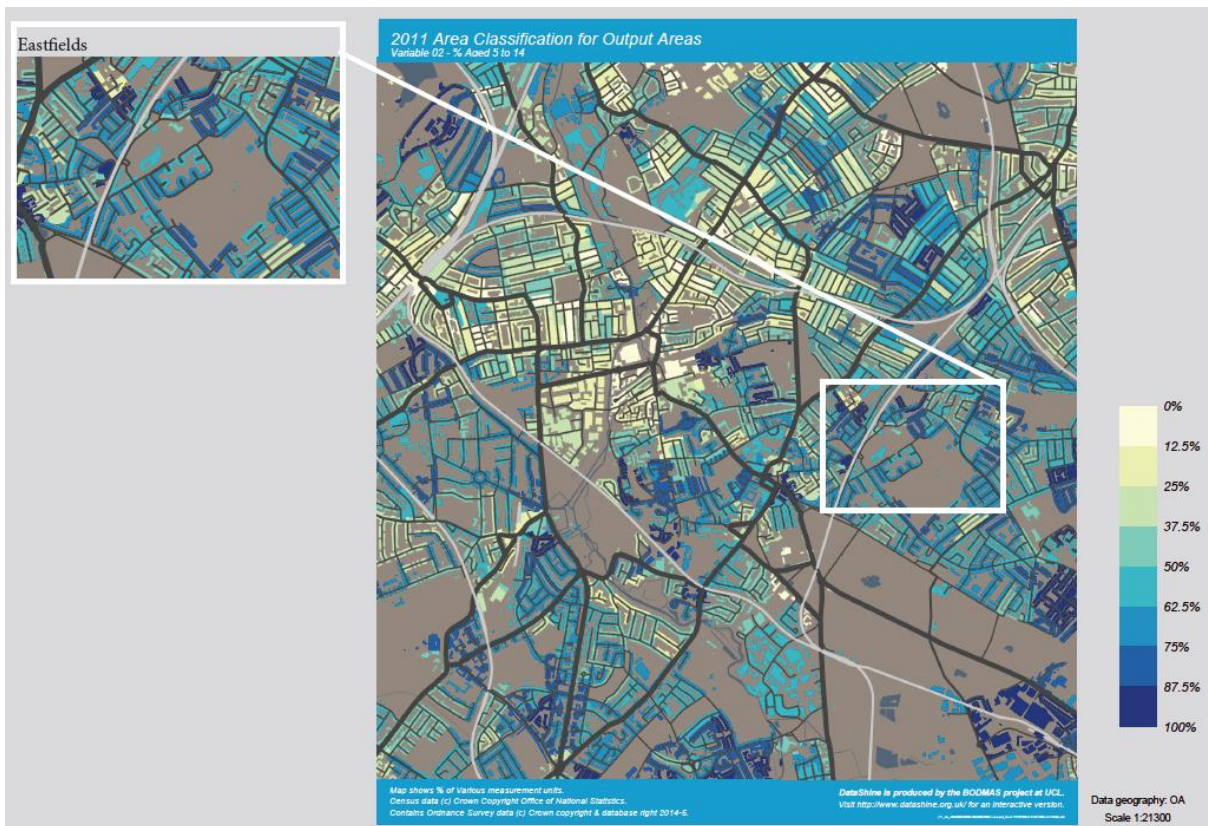 Eastfields
2011 Area Classification for Output Areas
Variable 02 - % Aged 5 to 14
0%
12.5%
25%
37.5%
50%
62.5%
75%
87.5%
100%
Map shows % of Various measurement units.
Census data (c) Crown Copyright Office of National Statistics.
Contains Ordnance Survey data (c) Crown copyright & database right 2014-5.
DataShine is produced by the BODMAS project at UCL.
Visit http://www.datashine.org.uk/ for an interactive version.
Data geography: OA
Scale 1:21300